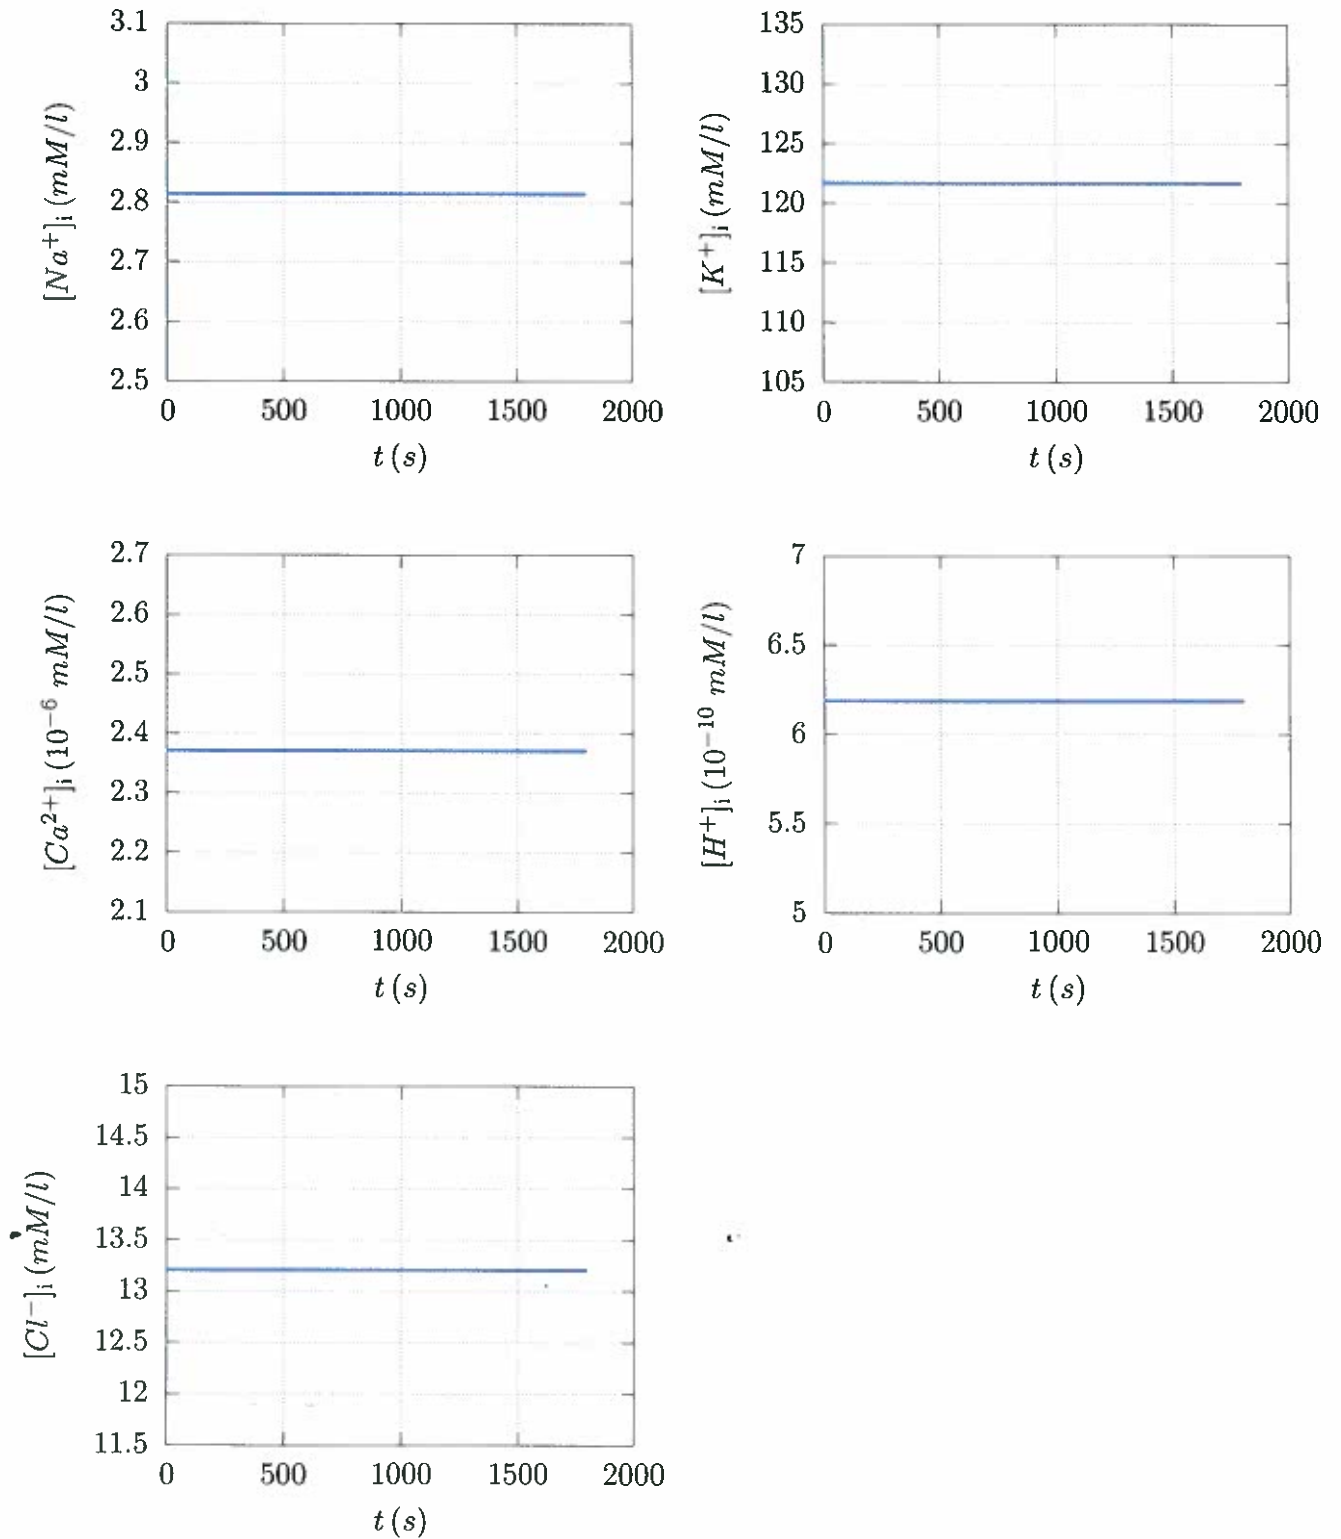 3.1
3
2.9
2.8
2.7
2.6
2.5
[Na⁺]ᵢ (mM/l)
0 500 1000 1500 2000
t (s)
135
130
125
120
115
110
105
[K⁺]ᵢ (mM/l)
0 500 1000 1500 2000
t (s)
2.7
2.6
2.5
2.4
2.3
2.2
2.1
[Ca²⁺]ᵢ (10⁻⁶ mM/l)
0 500 1000 1500 2000
t (s)
7
6.5
6
5.5
5
[H⁺]ᵢ (10⁻¹⁰ mM/l)
0 500 1000 1500 2000
t (s)
15
14.5
14
13.5
13
12.5
12
11.5
[Cl⁻]ᵢ (mM/l)
0 500 1000 1500 2000
t (s)